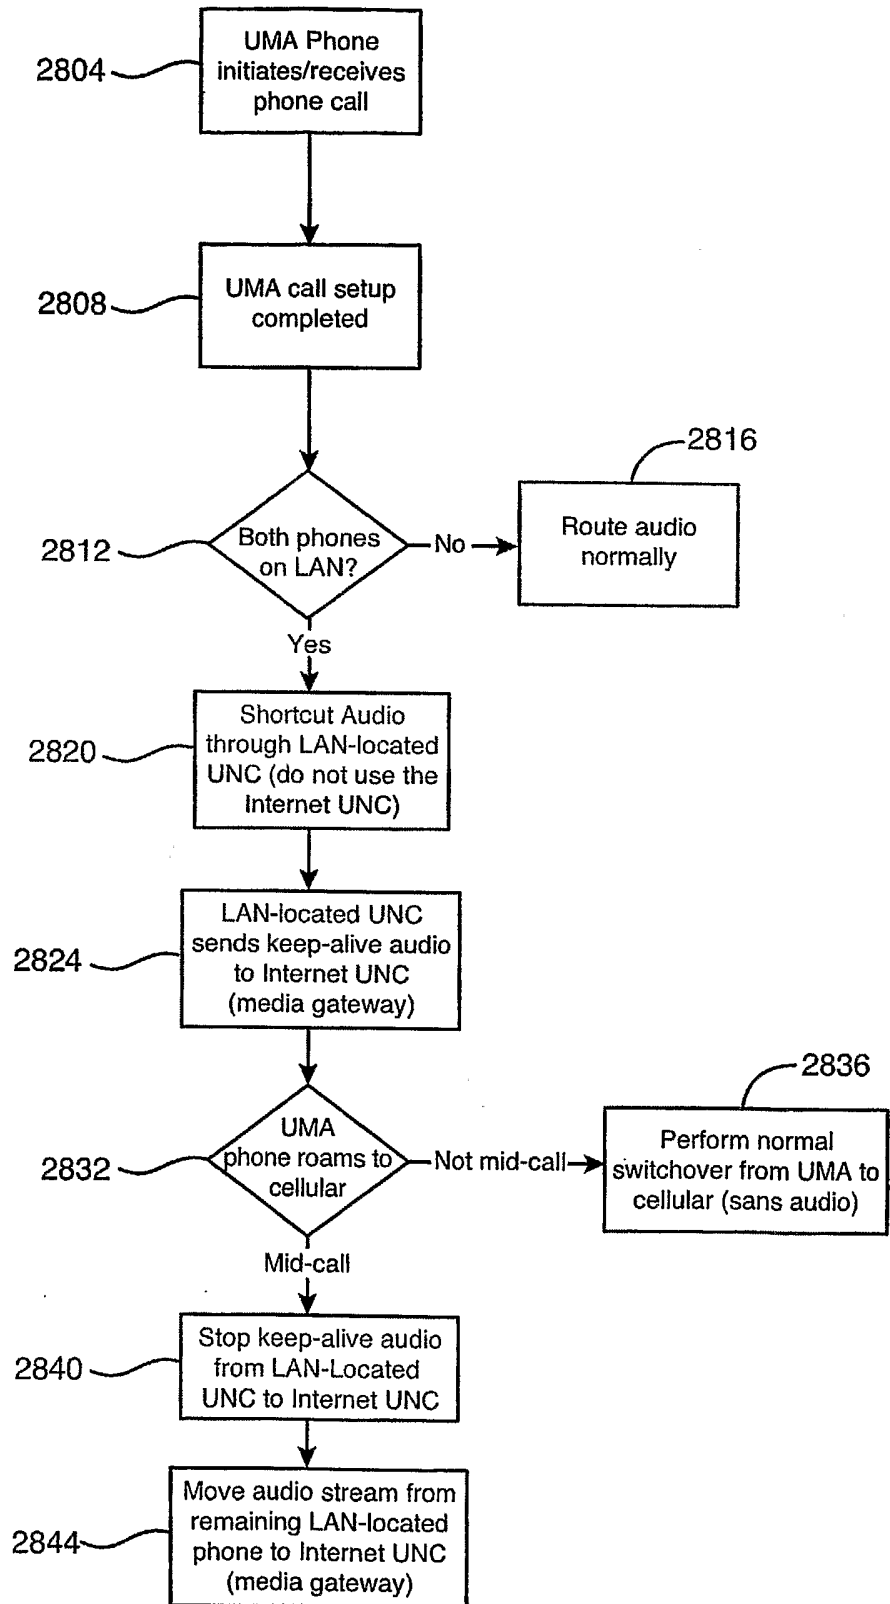 2804
UMA Phone
initiates/receives
phone call
2808
UMA call setup
completed
2812
Both phones
on LAN?
No
2816
Route audio
normally
Yes
2820
Shortcut Audio
through LAN-located
UNC (do not use the
Internet UNC)
2824
LAN-located UNC
sends keep-alive audio
to Internet UNC
(media gateway)
2832
UMA
phone roams to
cellular
Not mid-call
2836
Perform normal
switchover from UMA to
cellular (sans audio)
Mid-call
2840
Stop keep-alive audio
from LAN-Located
UNC to Internet UNC
2844
Move audio stream from
remaining LAN-located
phone to Internet UNC
(media gateway)